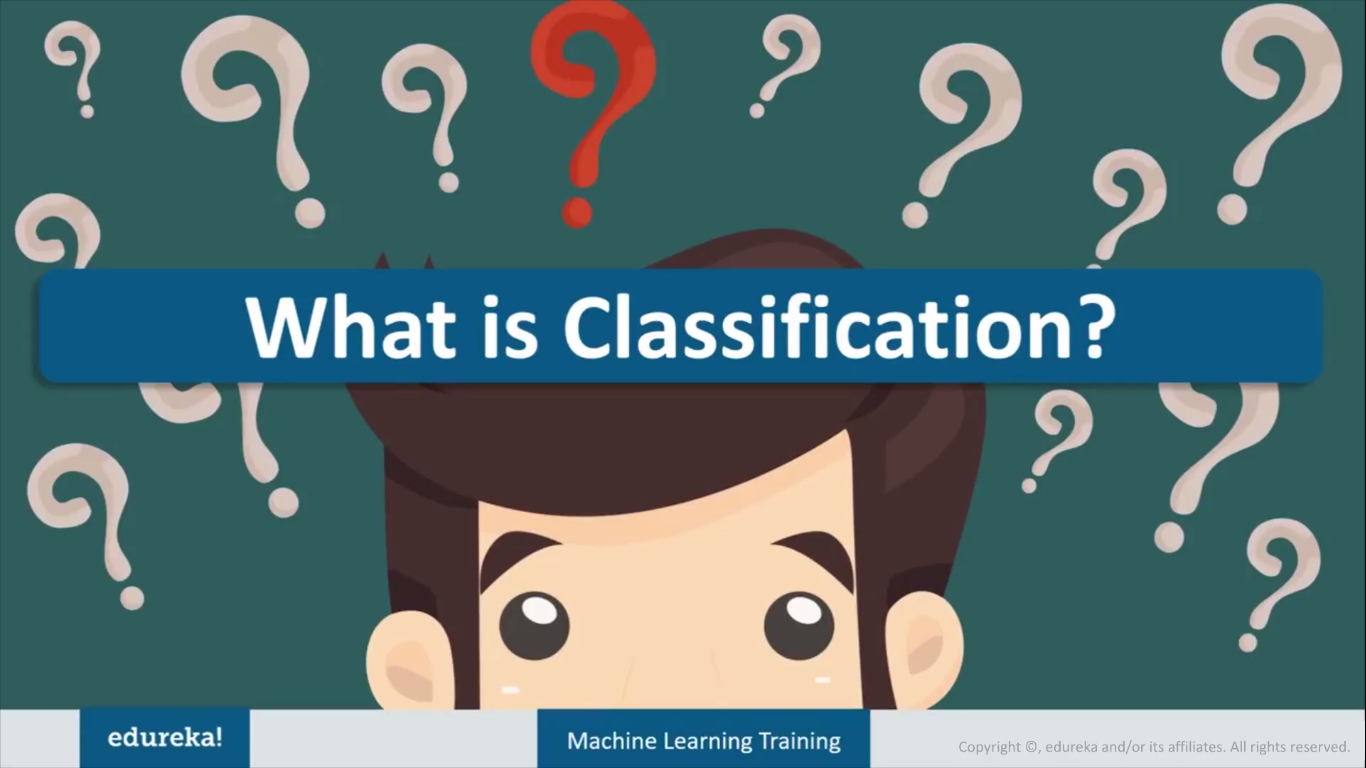 What is Classification?
edureka!
Machine Learning Training
Copyright ©, edureka and/or its affiliates. All rights reserved.